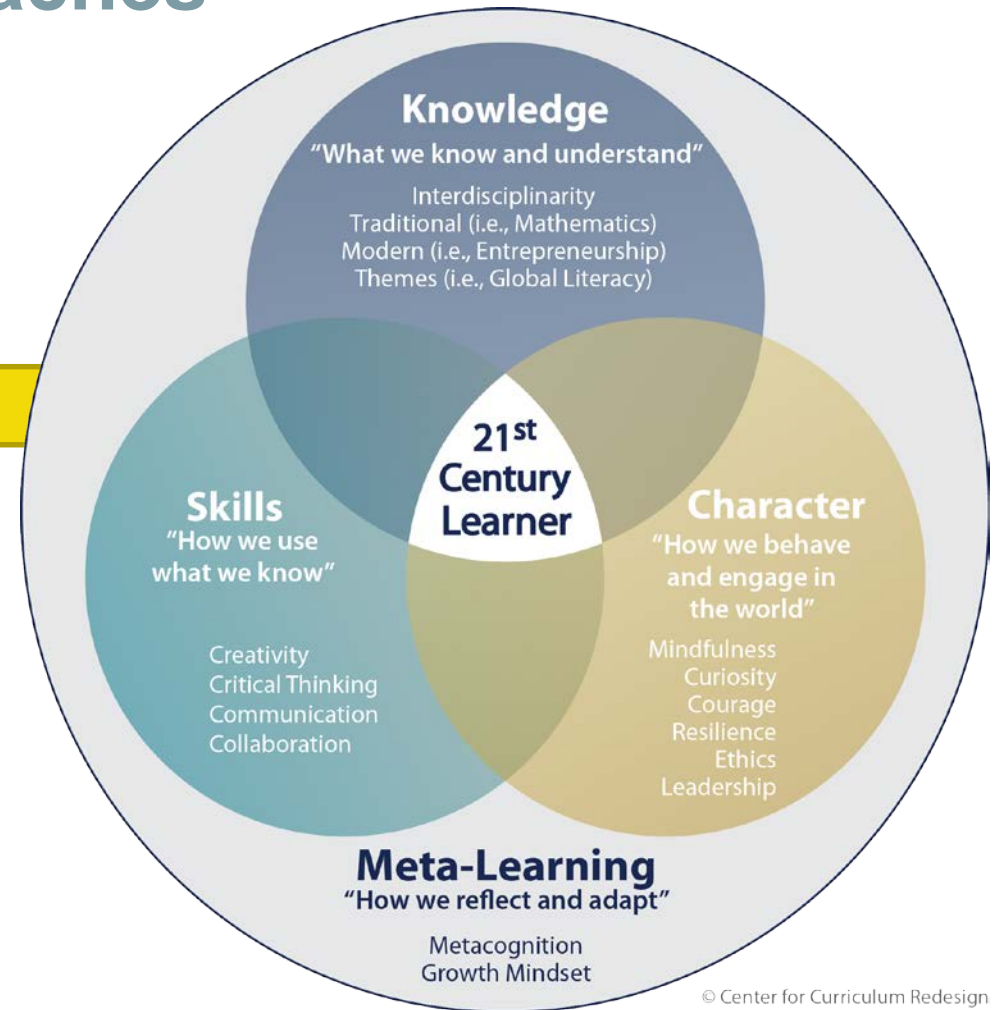 Knowledge
“What we know and understand”
Interdisciplinarity
Traditional (i.e., Mathematics)
Modern (i.e., Entrepreneurship)
Themes (i.e., Global Literacy)
21st
Century
Learner
Skills
“How we use
what we know”
Creativity
Critical Thinking
Communication
Collaboration
Character
“How we behave
and engage in
the world”
Mindfulness
Curiosity
Courage
Resilience
Ethics
Leadership
Meta-Learning
“How we reflect and adapt”
Metacognition
Growth Mindset
© Center for Curriculum Redesign